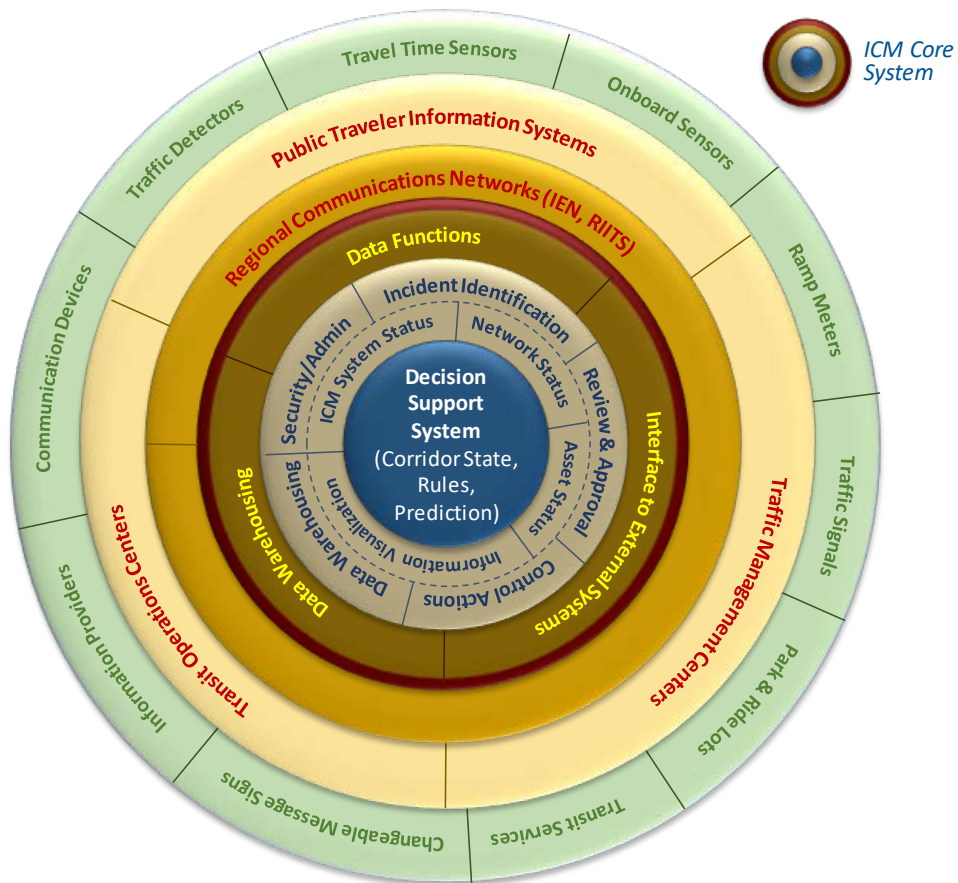 ICM Core
System
Travel Time Sensors
Onboard Sensors
Ramp Meters
Traffic Signals
Park & Ride Lots
Transit Services
Changeable Message Signs
Information Providers
Communication Devices
Traffic Detectors
Public Traveler Information Systems
Traffic Management Centers
Transit Operations Centers
Regional Communications Networks (IEN, RIITS)
Data Functions
Interface to External Systems
Data Warehousing
Incident Identification
Review & Approval
Control Actions
Data Warehousing
Security/Admin
ICM System Status
Network Status
Asset Status
Information Visualization
Decision
Support
System
(Corridor State,
Rules,
Prediction)